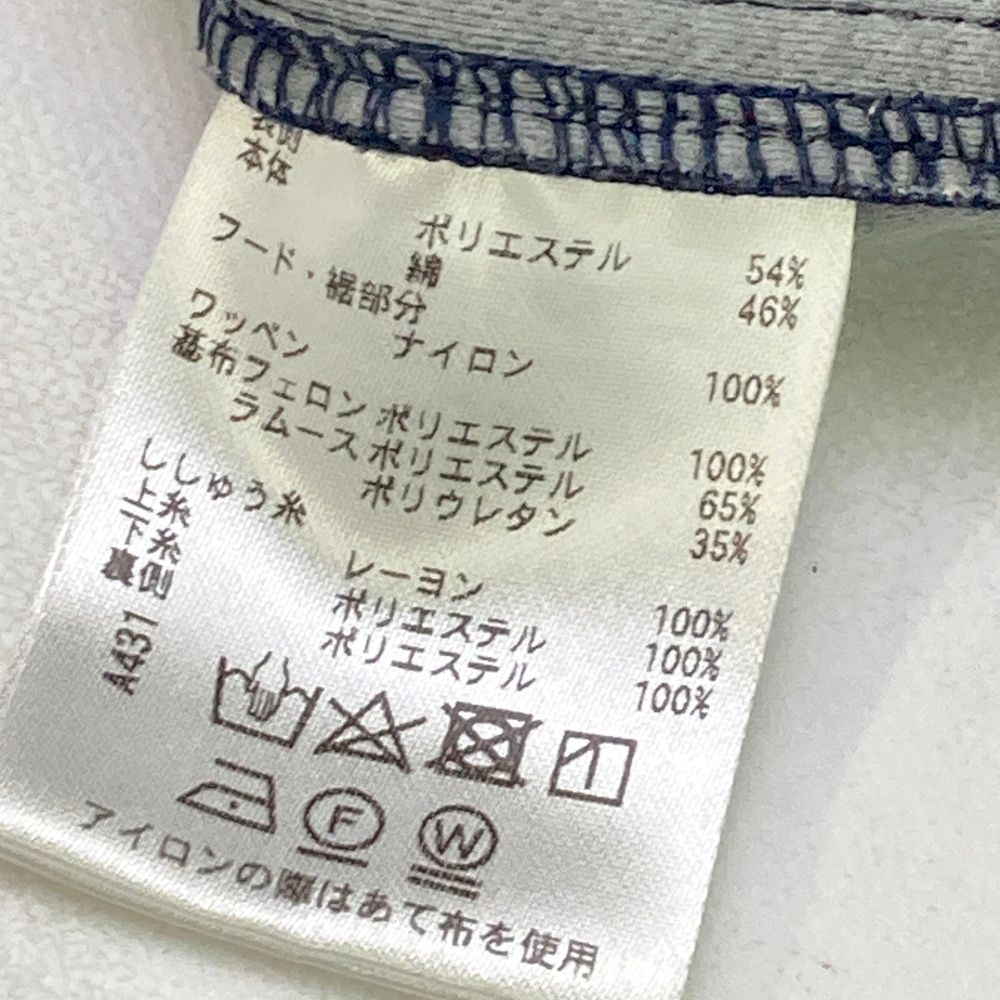 表側
本体
ポリエステル 54%
綿 46%
フード・裾部分
ナイロン 100%
ワッペン
基布フェロン ポリエステル 100%
ラムース ポリエステル 65%
ポリウレタン 35%
ししゅう糸
上糸 レーヨン 100%
下糸 ポリエステル 100%
裏側 ポリエステル 100%
A431
F
W
アイロンの際はあて布を使用